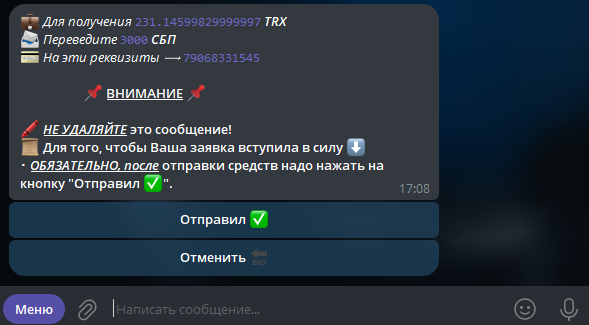 Для получения 231.14599829999997 TRX
Переведите 3000 СБП
На эти реквизиты ⟶ 79068331545
ВНИМАНИЕ
НЕ УДАЛЯЙТЕ это сообщение!
Для того, чтобы Ваша заявка вступила в силу
· ОБЯЗАТЕЛЬНО, после отправки средств надо нажать на
кнопку "Отправил ✅".
17:08
Отправил ✅
Отменить 🔚
Меню
Написать сообщение...